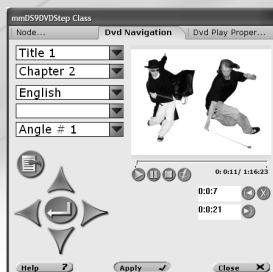 mmDS9DVDStep Class
Node... Dvd Navigation Dvd Play Proper...
Title 1
Chapter 2
English
Angle # 1
0: 0:11/ 1:16:23
0:0:7
0:0:21
Help ? Apply Close X